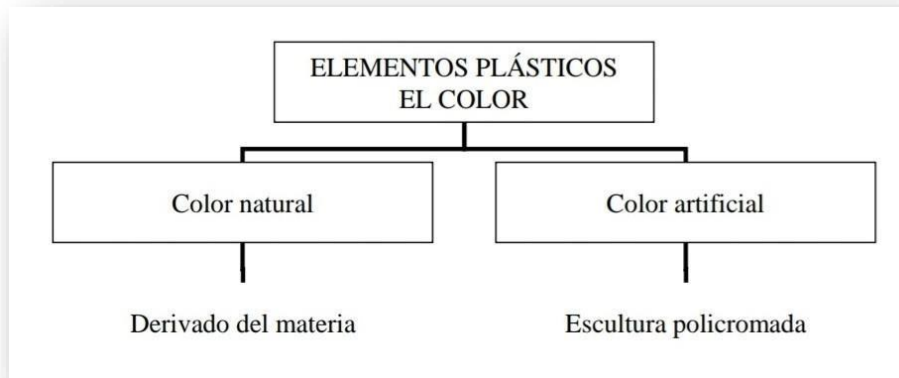 ELEMENTOS PLÁSTICOS
EL COLOR
Color natural
Color artificial
Derivado del materia
Escultura policromada